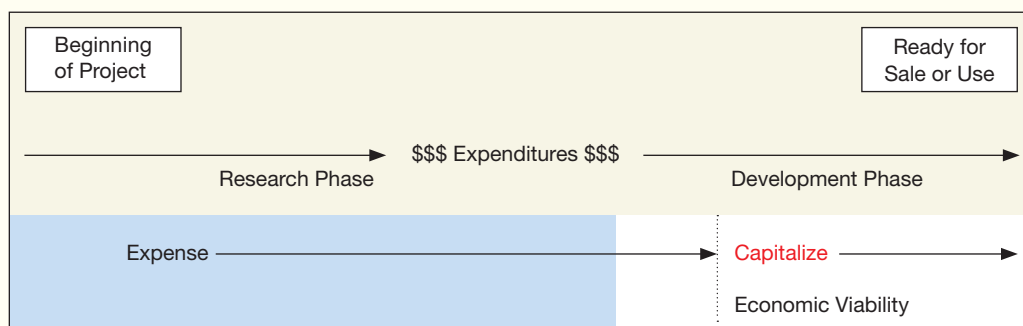 Beginning
of Project
Ready for
Sale or Use
$$$ Expenditures $$$
Research Phase
Development Phase
Expense
Capitalize
Economic Viability